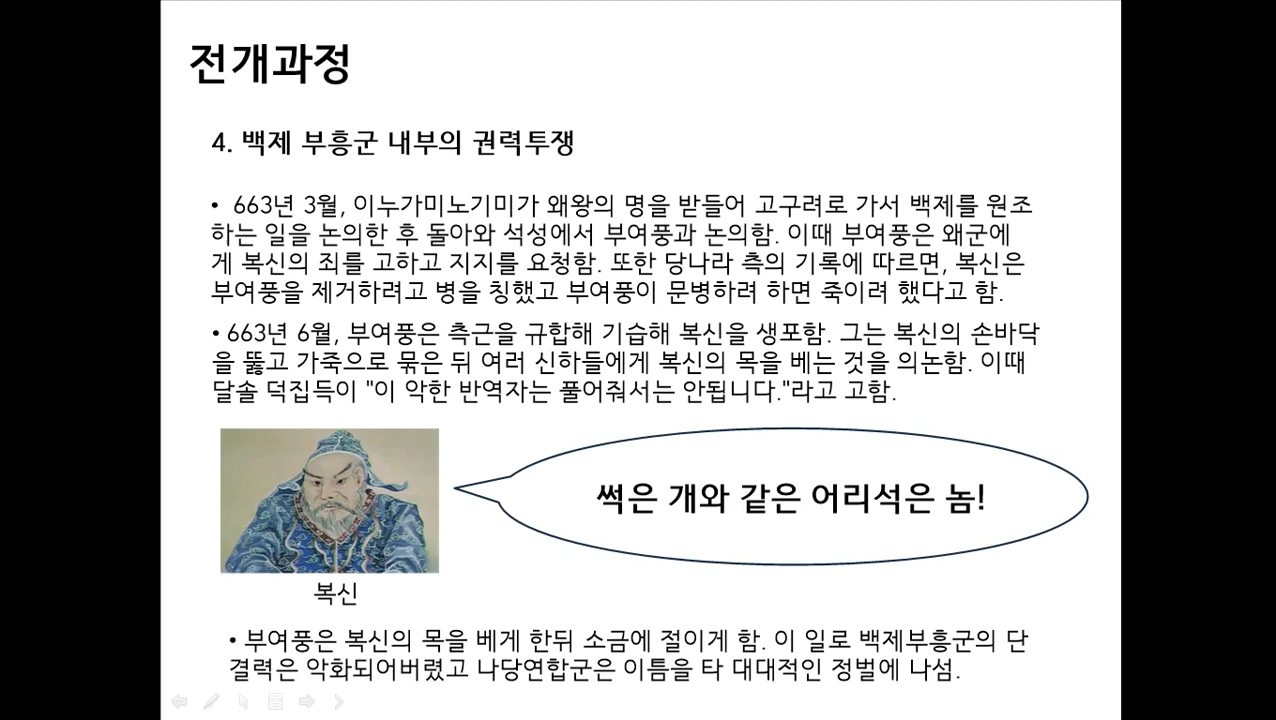 전개과정
4. 백제 부흥군 내부의 권력투쟁
• 663년 3월, 이누가미노기미가 왜왕의 명을 받들어 고구려로 가서 백제를 원조
하는 일을 논의한 후 돌아와 석성에서 부여풍과 논의함. 이때 부여풍은 왜군에
게 복신의 죄를 고하고 지지를 요청함. 또한 당나라 측의 기록에 따르면, 복신은
부여풍을 제거하려고 병을 칭했고 부여풍이 문병하려 하면 죽이려 했다고 함.
• 663년 6월, 부여풍은 측근을 규합해 기습해 복신을 생포함. 그는 복신의 손바닥
을 뚫고 가죽으로 묶은 뒤 여러 신하들에게 복신의 목을 베는 것을 의논함. 이때
달솔 덕집득이 "이 악한 반역자는 풀어줘서는 안됩니다."라고 고함.
썩은 개와 같은 어리석은 놈!
복신
• 부여풍은 복신의 목을 베게 한뒤 소금에 절이게 함. 이 일로 백제부흥군의 단
결력은 악화되어버렸고 나당연합군은 이틈을 타 대대적인 정벌에 나섬.